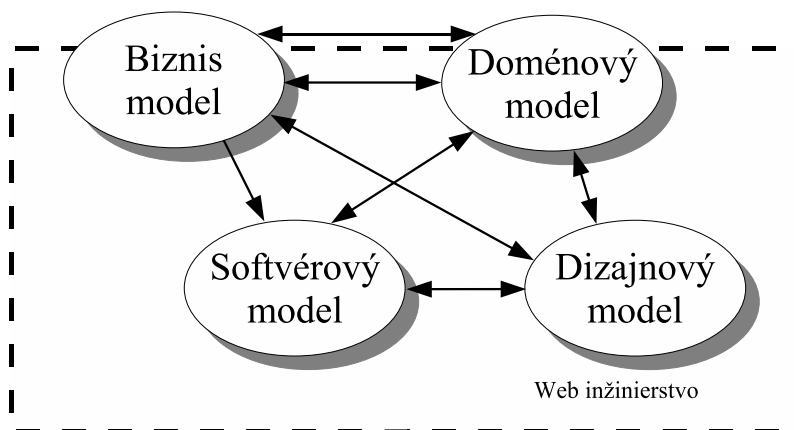 Biznis
model
Doménový
model
Softvérový
model
Dizajnový
model
Web inžinierstvo